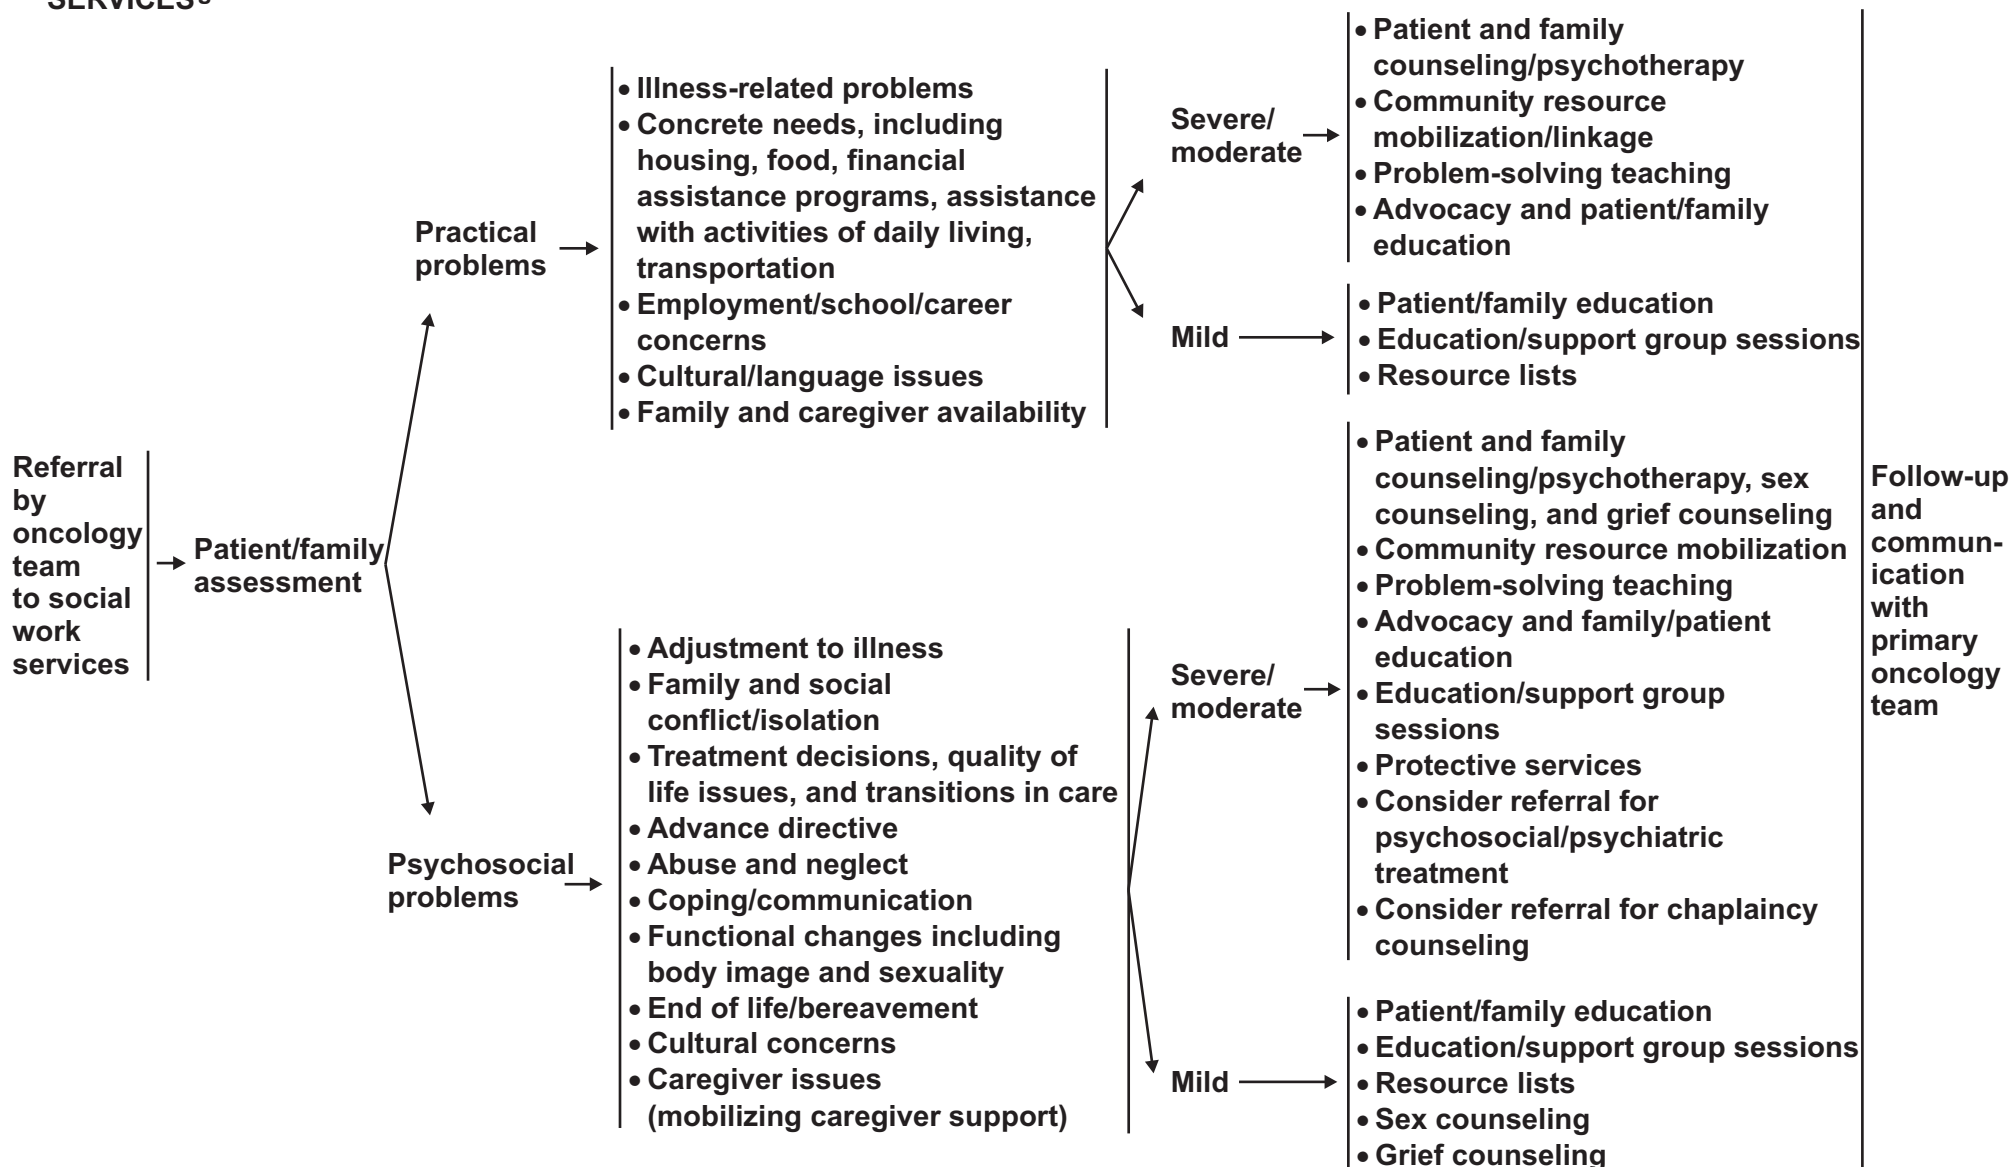 SERVICES
Referral
by
oncology
team
to social
work
services
Patient/family
assessment
Practical
problems
• Illness-related problems
• Concrete needs, including
housing, food, financial
assistance programs, assistance
with activities of daily living,
transportation
• Employment/school/career
concerns
• Cultural/language issues
• Family and caregiver availability
Severe/
moderate
• Patient and family
counseling/psychotherapy
• Community resource
mobilization/linkage
• Problem-solving teaching
• Advocacy and patient/family
education
Mild
• Patient/family education
• Education/support group sessions
• Resource lists
Psychosocial
problems
• Adjustment to illness
• Family and social
conflict/isolation
• Treatment decisions, quality of
life issues, and transitions in care
• Advance directive
• Abuse and neglect
• Coping/communication
• Functional changes including
body image and sexuality
• End of life/bereavement
• Cultural concerns
• Caregiver issues
(mobilizing caregiver support)
Severe/
moderate
• Patient and family
counseling/psychotherapy, sex
counseling, and grief counseling
• Community resource mobilization
• Problem-solving teaching
• Advocacy and family/patient
education
• Education/support group
sessions
• Protective services
• Consider referral for
psychosocial/psychiatric
treatment
• Consider referral for chaplaincy
counseling
Mild
• Patient/family education
• Education/support group sessions
• Resource lists
• Sex counseling
• Grief counseling
Follow-up
and
commun-
ication
with
primary
oncology
team